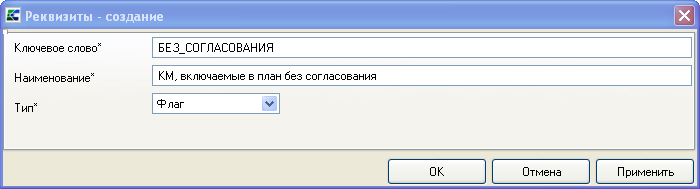 Реквизиты - создание
Ключевое слово* БЕЗ_СОГЛАСОВАНИЯ
Наименование* КМ, включаемые в план без согласования
Тип* Флаг
OK Отмена Применить